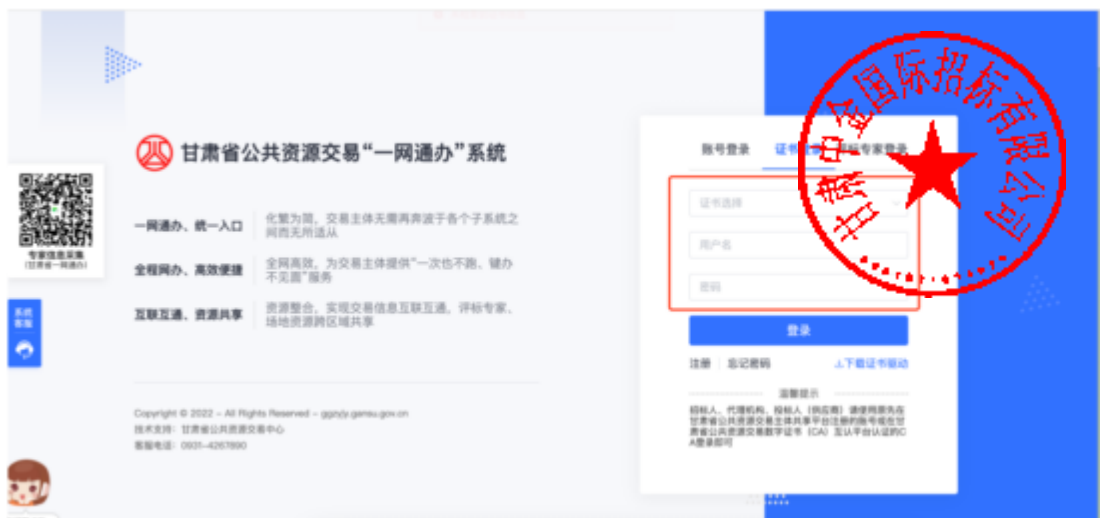 甘肃省公共资源交易“一网通办”系统
一网通办、统一入口
化繁为简，交易主体无需再奔波于各个子系统之
间而无所适从
全程网办、高效便捷
全网高效，为交易主体提供“一次也不跑、键办
不见面”服务
互联互通、资源共享
资源整合，实现交易信息互联互通，评标专家、
场地资源跨区域共享
Copyright © 2022 - All Rights Reserved - ggzyjy.gansu.gov.cn
技术支持：甘肃省公共资源交易中心
客服电话：0931-4267890
专家信息采集
(甘肃省一网通办)
系统
客服
账号登录
证书登录
评标专家登录
证书选择
用户名
密码
登录
注册
忘记密码
下载证书驱动
温馨提示
招标人、代理机构、投标人（供应商）请使用原先在
甘肃省公共资源交易主体共享平台注册的账号或在甘
肃省公共资源交易数字证书（CA）互认平台认证的C
A登录即可
甘肃中金国际招标有限公司